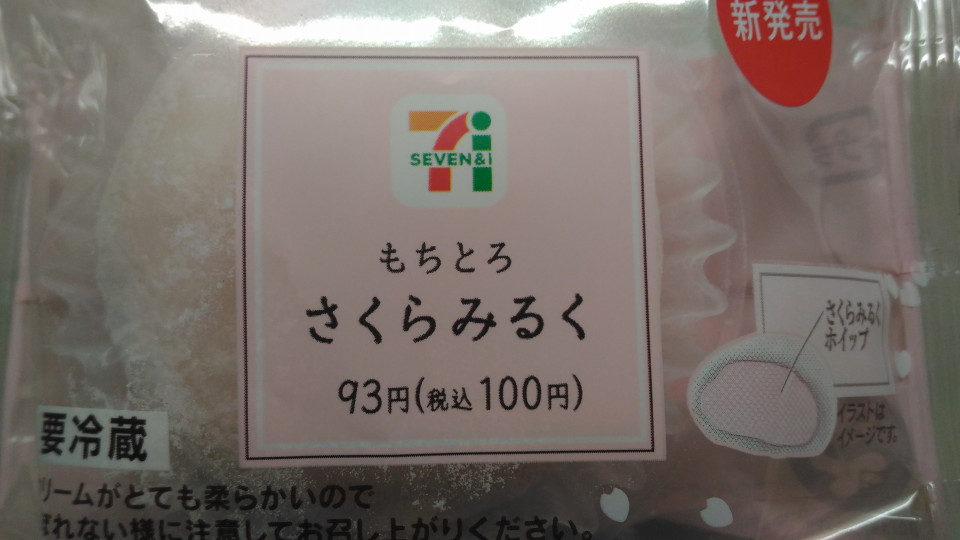 新発売
SEVEN&i
もちとろ
さくらみるく
93円(税込100円)
さくらみるく
ホイップ
イラストは
イメージです。
要冷蔵
リームがとても柔らかいので
れない様に注意してお召し上がりください。